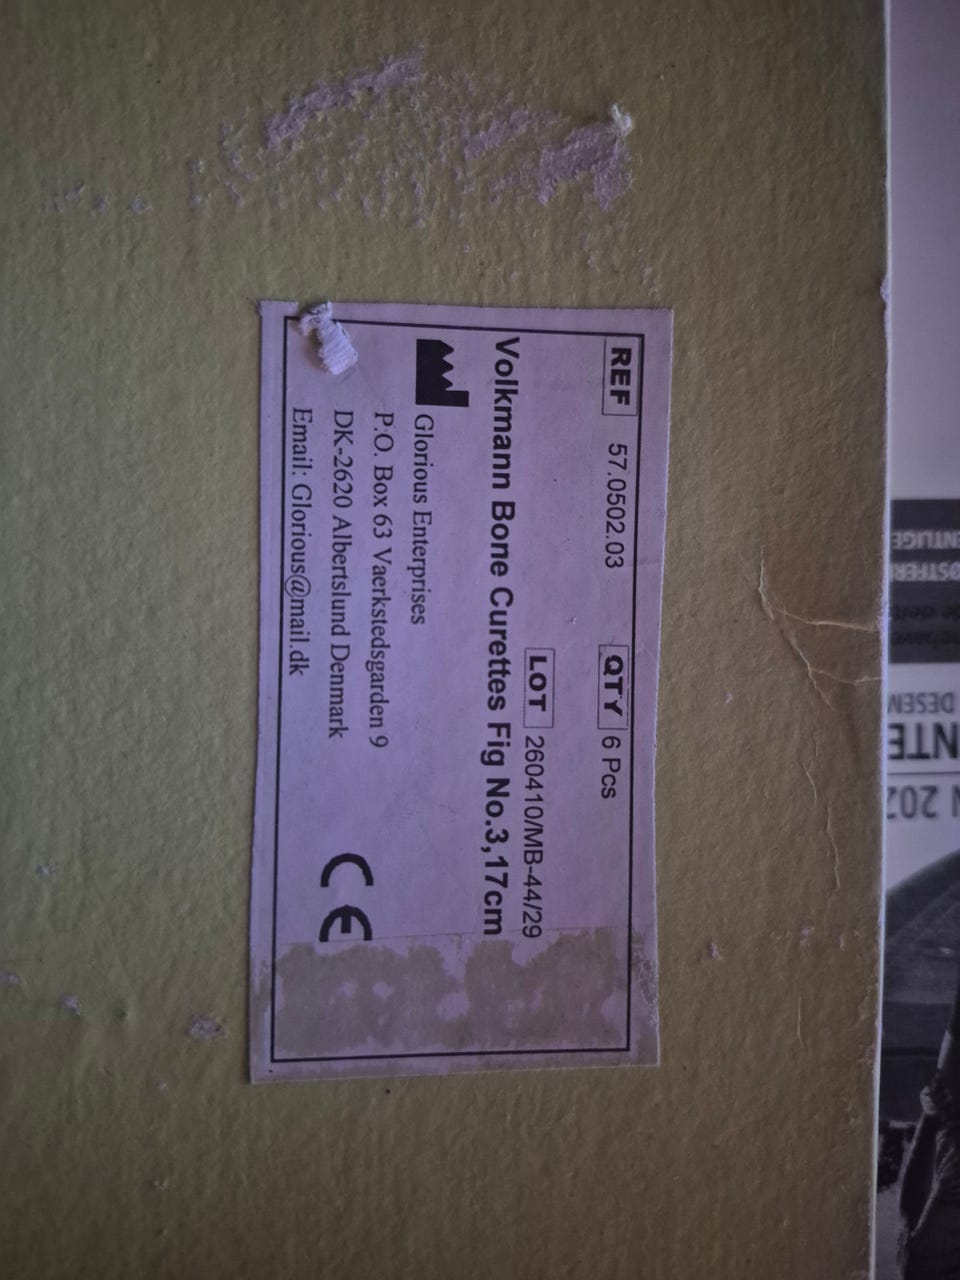 REF 57.0502.03 QTY 6 Pcs
LOT 260410/MB-44/29
Volkmann Bone Curettes Fig No.3,17cm
Glorious Enterprises
P.O. Box 63 Vaerkstedsgarden 9
DK-2620 Albertslund Denmark
Email: Glorious@mail.dk
CE